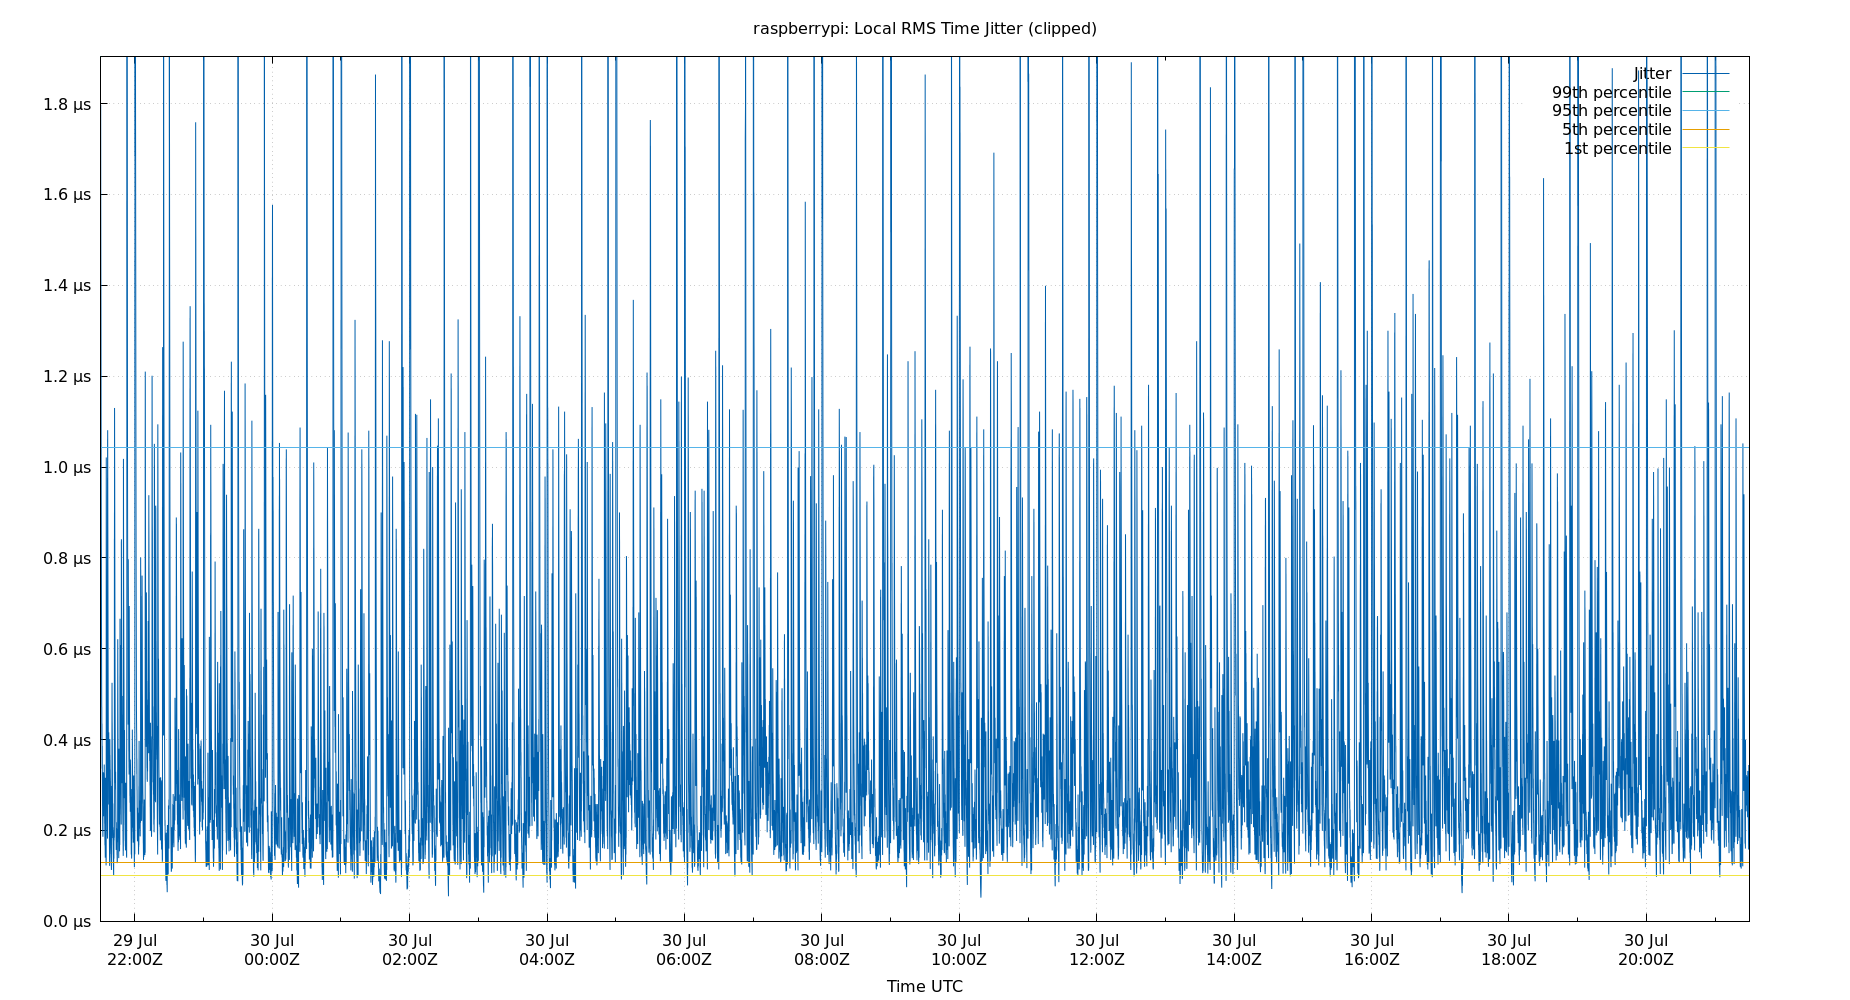 raspberrypi: Local RMS Time Jitter (clipped)
Jitter
99th percentile
95th percentile
5th percentile
1st percentile
1.8 μs
1.6 μs
1.4 μs
1.2 μs
1.0 μs
0.8 μs
0.6 μs
0.4 μs
0.2 μs
0.0 μs
29 Jul 30 Jul 30 Jul 30 Jul 30 Jul 30 Jul 30 Jul 30 Jul 30 Jul 30 Jul 30 Jul 30 Jul
22:00Z 00:00Z 02:00Z 04:00Z 06:00Z 08:00Z 10:00Z 12:00Z 14:00Z 16:00Z 18:00Z 20:00Z
Time UTC